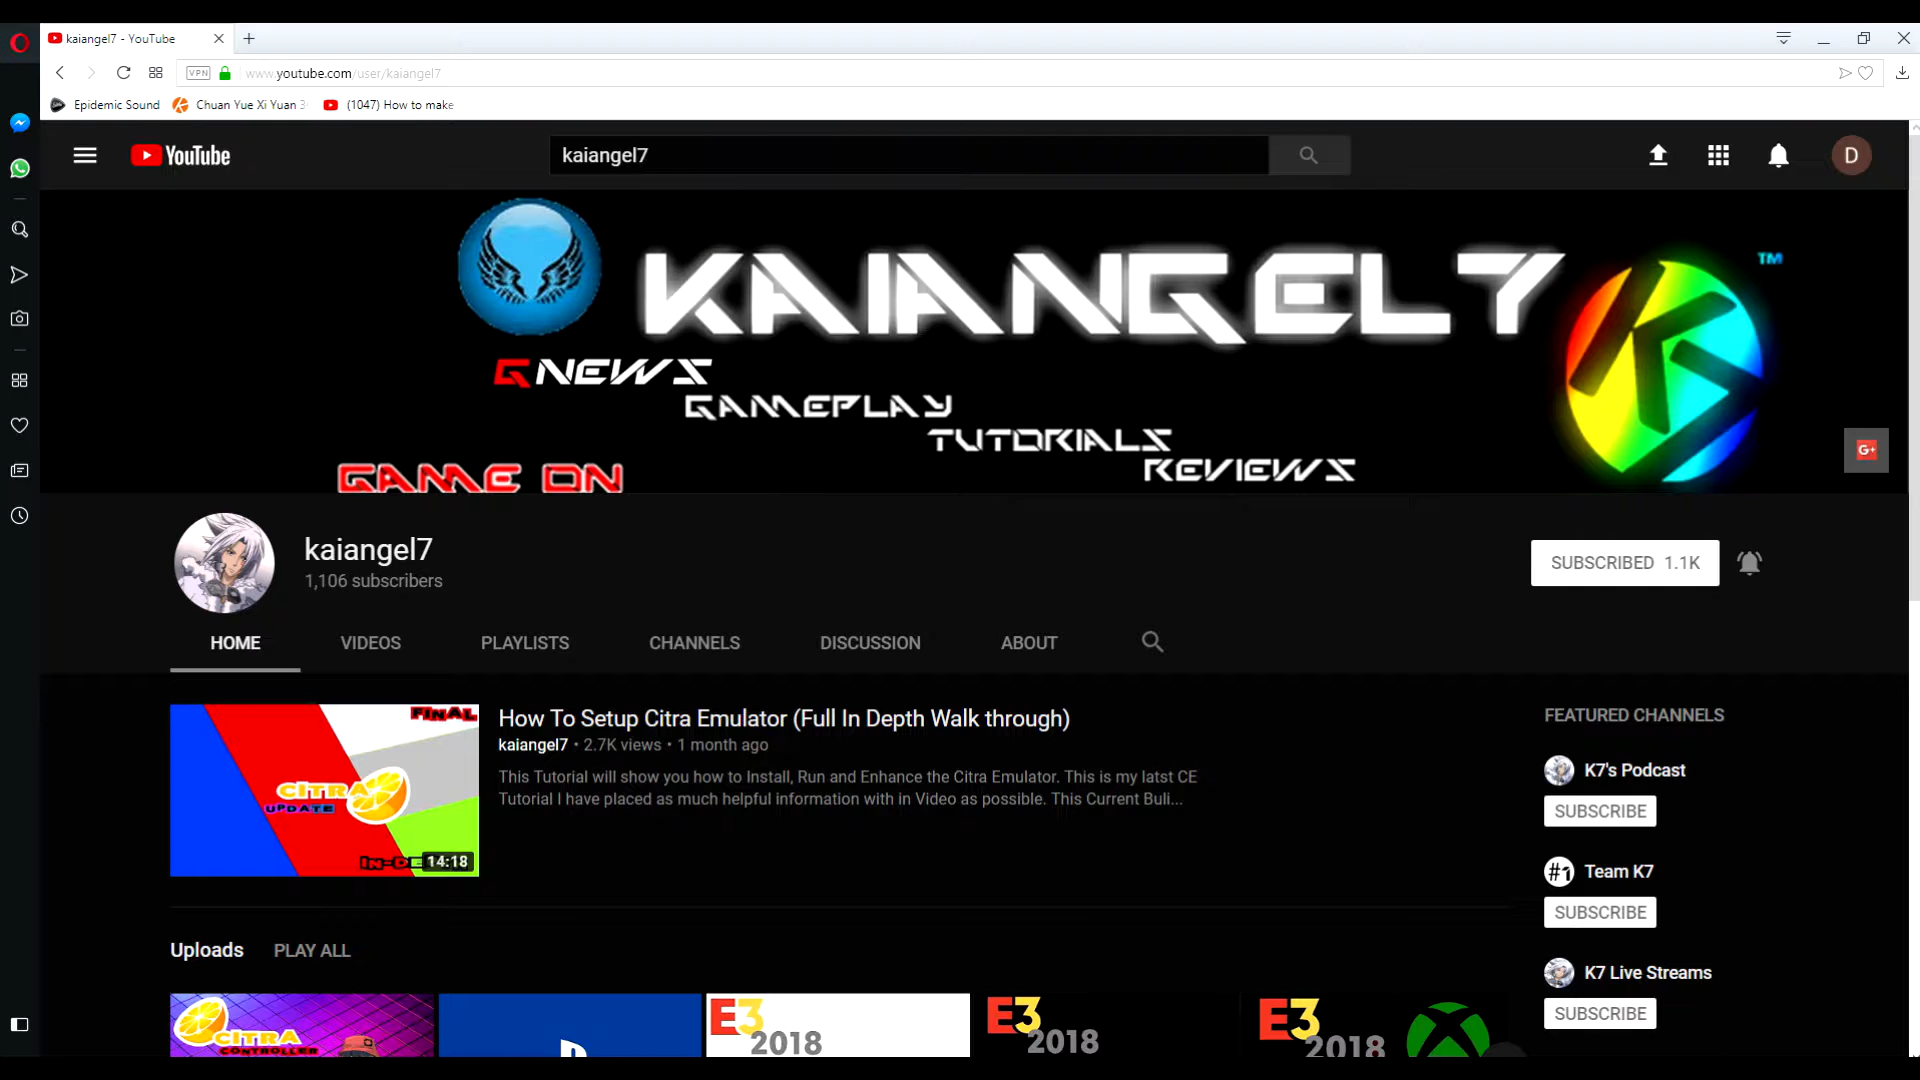 kaiangel7 - YouTube
VPN
www.youtube.com/user/kaiangel7
Epidemic Sound
Chuan Yue Xi Yuan 3
(1047) How to make
YouTube
kaiangel7
D
KAIANGEL7
TM
GNEWS
GAMEPLAY
TUTORIALS
REVIEWS
GAME ON
G+
kaiangel7
1,106 subscribers
SUBSCRIBED 1.1K
HOME
VIDEOS
PLAYLISTS
CHANNELS
DISCUSSION
ABOUT
FINAL
CITRA
UPDATE
14:18
How To Setup Citra Emulator (Full In Depth Walk through)
kaiangel7 • 2.7K views • 1 month ago
This Tutorial will show you how to Install, Run and Enhance the Citra Emulator. This is my latst CE
Tutorial I have placed as much helpful information with in Video as possible. This Current Buli...
FEATURED CHANNELS
K7's Podcast
SUBSCRIBE
#1
Team K7
SUBSCRIBE
K7 Live Streams
SUBSCRIBE
Uploads
PLAY ALL
CITRA
CONTROLLER
E3
2018
E3
2018
E3
2018